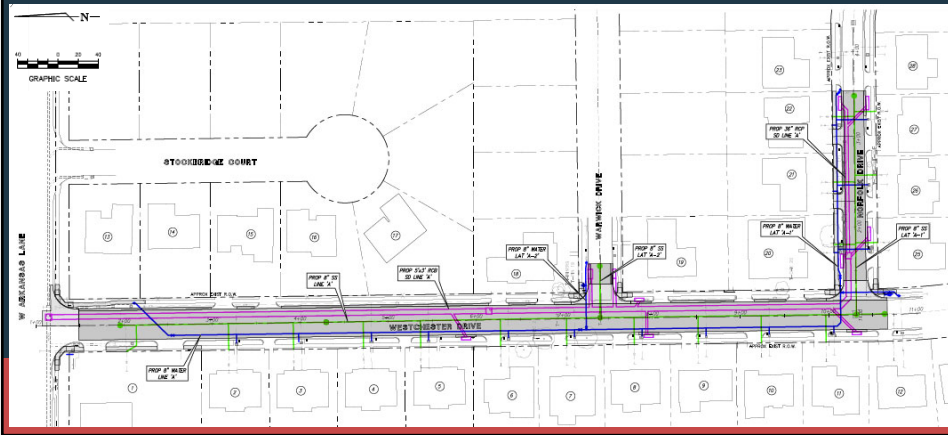 N
40 0 20 40
GRAPHIC SCALE
STOCKBRIDGE COURT
W ARKANSAS LANE
WARWICK DRIVE
NORFOLK DRIVE
WESTCHESTER DRIVE
PROP 36" RCP
SD LINE 'A'
PROP 8" WATER
LAT 'A-1'
PROP 8" SS
LAT 'A-1'
PROP 8" WATER
LAT 'A-2'
PROP 8" SS
LAT 'A-2'
PROP 5'x3' RCB
SD LINE 'A'
PROP 8" SS
LINE 'A'
PROP 8" WATER
LINE 'A'
APPROX EXIST R.O.W.
APPROX EXIST R.O.W.
APPROX EXIST R.O.W.
APPROX EXIST R.O.W.
13
14
15
16
17
18
19
20
21
22
23
25
26
27
28
1
2
3
4
5
6
7
8
9
10
11
12